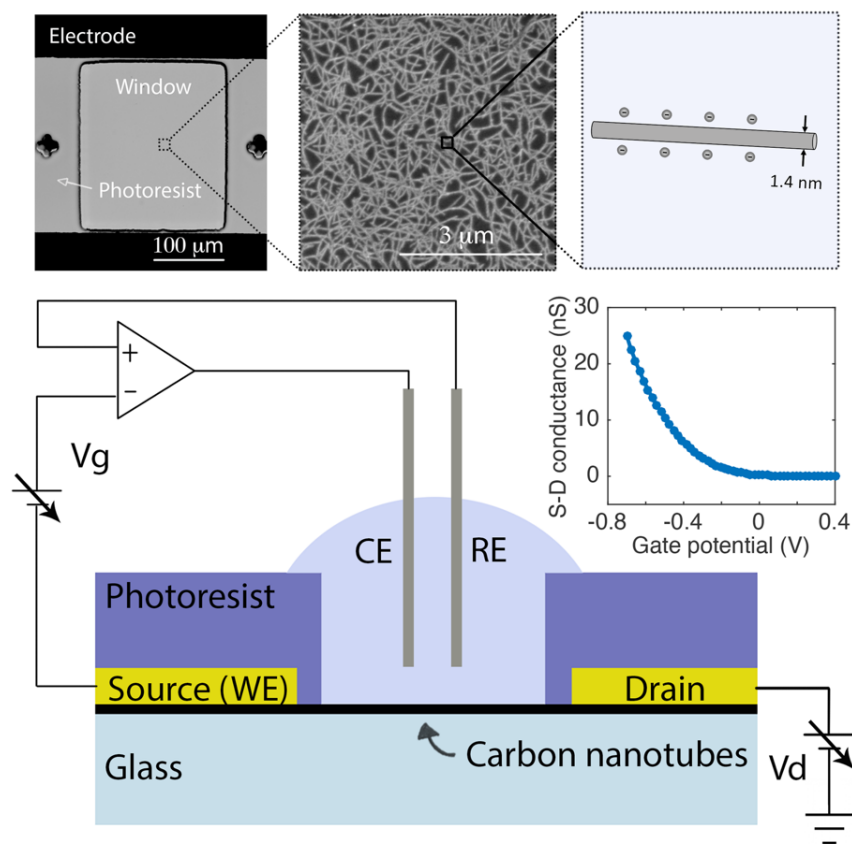 Electrode
Window
Photoresist
100 μm
3 μm
1.4 nm
+
−
Vg
CE
RE
S-D conductance (nS)
30
20
10
0
-0.8
-0.4
0
0.4
Gate potential (V)
Photoresist
Source (WE)
Drain
Carbon nanotubes
Glass
Vd